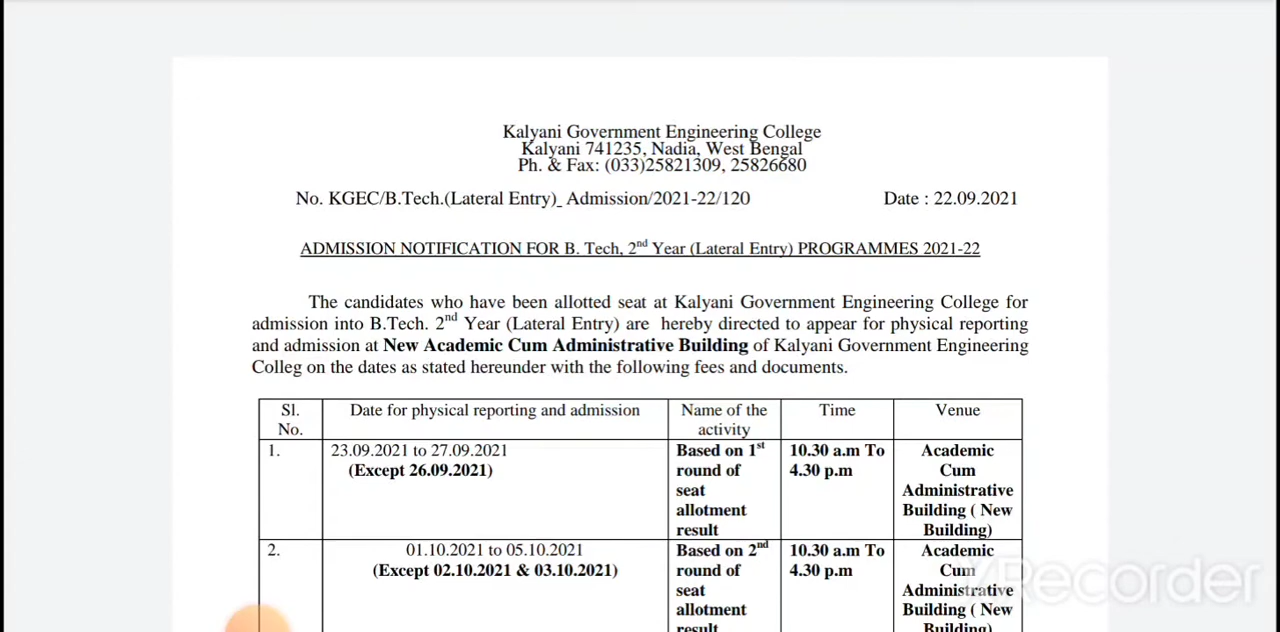 Kalyani Government Engineering College
Kalyani 741235, Nadia, West Bengal
Ph. & Fax: (033)25821309, 25826680
No. KGEC/B.Tech.(Lateral Entry)_ Admission/2021-22/120 Date : 22.09.2021
ADMISSION NOTIFICATION FOR B. Tech, 2nd Year (Lateral Entry) PROGRAMMES 2021-22
The candidates who have been allotted seat at Kalyani Government Engineering College for
admission into B.Tech. 2nd Year (Lateral Entry) are hereby directed to appear for physical reporting
and admission at New Academic Cum Administrative Building of Kalyani Government Engineering
Colleg on the dates as stated hereunder with the following fees and documents.
Sl.
No.
Date for physical reporting and admission
Name of the
activity
Time
Venue
1.
23.09.2021 to 27.09.2021
(Except 26.09.2021)
Based on 1st
round of
seat
allotment
result
10.30 a.m To
4.30 p.m
Academic
Cum
Administrative
Building ( New
Building)
2.
01.10.2021 to 05.10.2021
(Except 02.10.2021 & 03.10.2021)
Based on 2nd
round of
seat
allotment
result
10.30 a.m To
4.30 p.m
Academic
Cum
Administrative
Building ( New
Building)
XRecorder